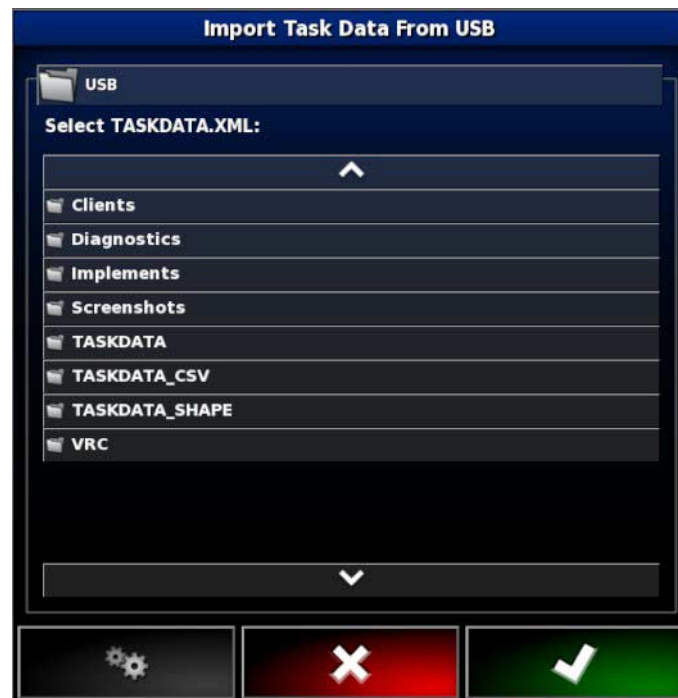 Import Task Data From USB
USB
Select TASKDATA.XML:
Clients
Diagnostics
Implements
Screenshots
TASKDATA
TASKDATA_CSV
TASKDATA_SHAPE
VRC